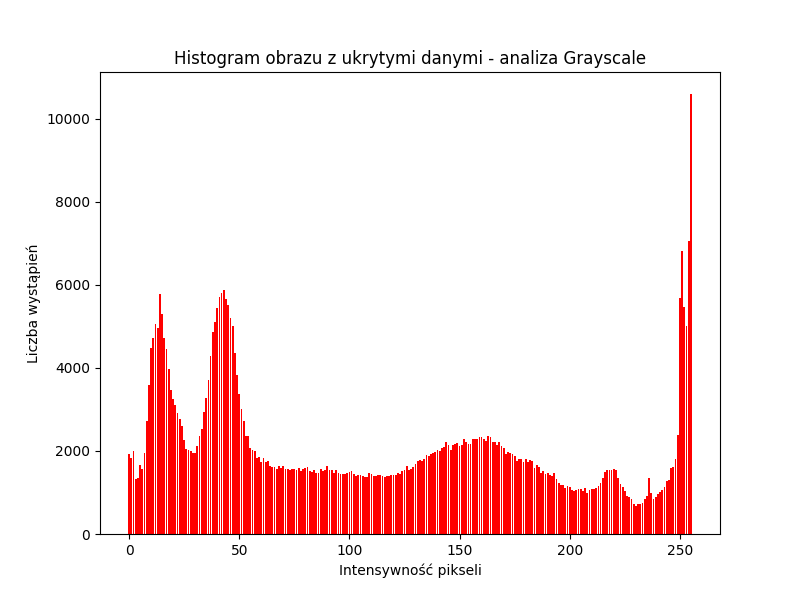 Histogram obrazu z ukrytymi danymi - analiza Grayscale
10000
8000
6000
4000
2000
0
Liczba wystąpień
0 50 100 150 200 250
Intensywność pikseli